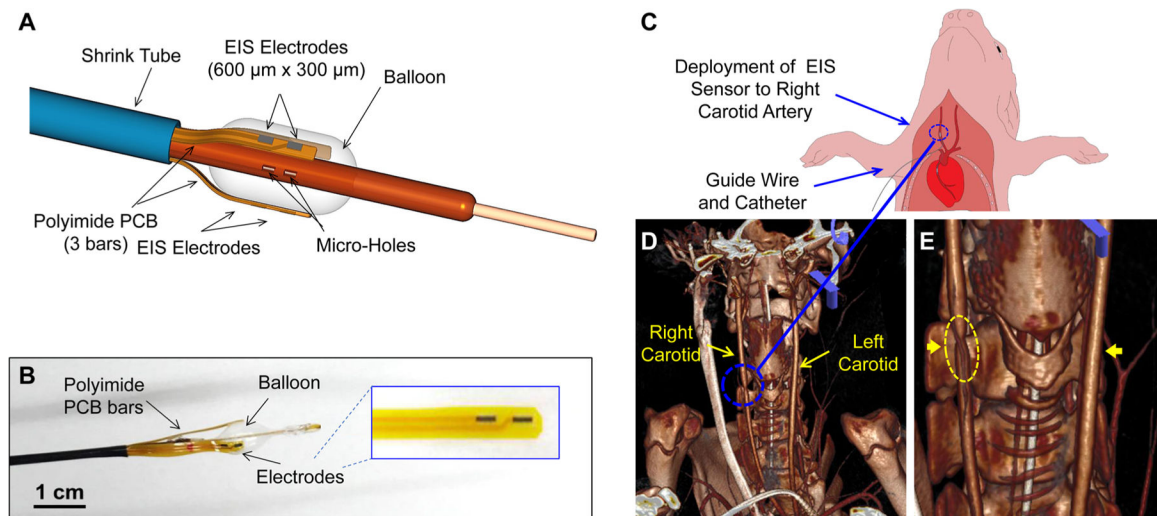 A
Shrink Tube
EIS Electrodes
(600 µm x 300 µm)
Balloon
Polyimide PCB
(3 bars)
EIS Electrodes
Micro-Holes
B
Polyimide
PCB bars
Balloon
Electrodes
1 cm
C
Deployment of EIS
Sensor to Right
Carotid Artery
Guide Wire
and Catheter
D
Right
Carotid
Left
Carotid
E